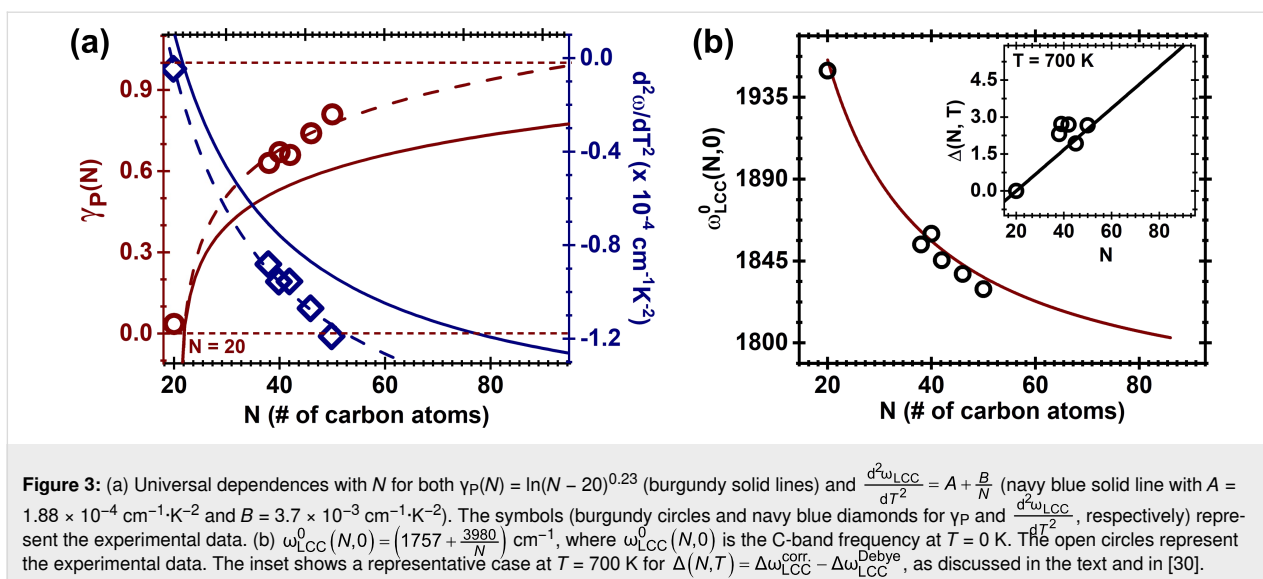 (a)
0.9
0.6
0.3
0.0
γP(N)
N = 20
20 40 60 80
N (# of carbon atoms)
0.0
-0.4
-0.8
-1.2
d²ω/dT² (x 10⁻⁴ cm⁻¹K⁻²)
(b)
1935
1890
1845
1800
ω⁰LCC(N,0)
20 40 60 80
N (# of carbon atoms)
T = 700 K
4.5
3.0
1.5
0.0
Δ(N, T)
20 40 60 80
N
Figure 3: (a) Universal dependences with N for both γP(N) = ln(N − 20)^0.23 (burgundy solid lines) and d²ωLCC/dT² = A + B/N (navy blue solid line with A =
1.88 × 10⁻⁴ cm⁻¹·K⁻² and B = 3.7 × 10⁻³ cm⁻¹·K⁻²). The symbols (burgundy circles and navy blue diamonds for γP and d²ωLCC/dT², respectively) repre-
sent the experimental data. (b) ω⁰LCC(N,0) = (1757 + 3980/N) cm⁻¹, where ω⁰LCC(N,0) is the C-band frequency at T = 0 K. The open circles represent
the experimental data. The inset shows a representative case at T = 700 K for Δ(N,T) = Δω^corr.LCC − Δω^DebyeLCC, as discussed in the text and in [30].